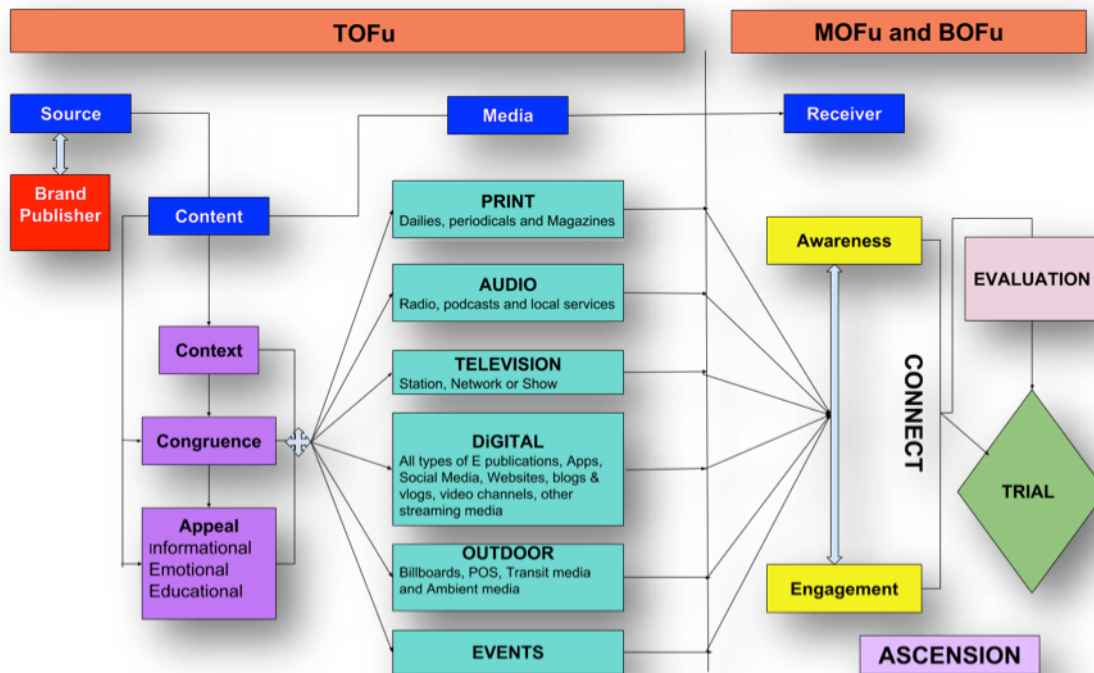 TOFu
MOFu and BOFu
Source
Media
Receiver
Brand
Publisher
Content
PRINT
Dailies, periodicals and Magazines
Awareness
EVALUATION
AUDIO
Radio, podcasts and local services
Context
TELEVISION
Station, Network or Show
CONNECT
Congruence
DiGITAL
All types of E publications, Apps,
Social Media, Websites, blogs &
vlogs, video channels, other
streaming media
TRIAL
Appeal
Informational
Emotional
Educational
OUTDOOR
Billboards, POS, Transit media
and Ambient media
Engagement
EVENTS
ASCENSION